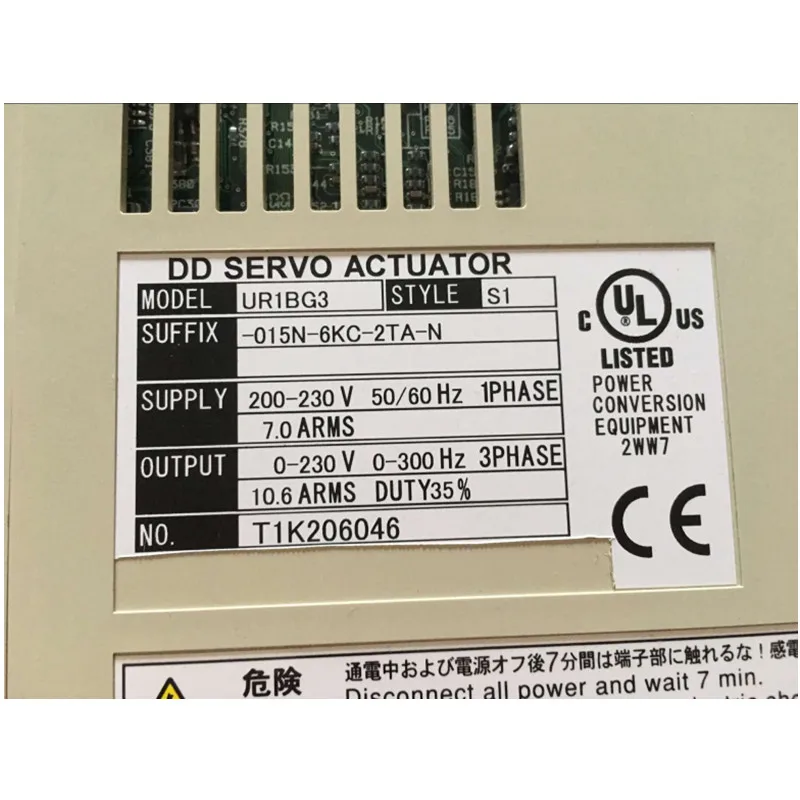 DD SERVO ACTUATOR
MODEL UR1BG3 STYLE S1
SUFFIX -015N-6KC-2TA-N
SUPPLY 200-230 V 50/60 Hz 1PHASE
7.0 ARMS
OUTPUT 0-230 V 0-300 Hz 3PHASE
10.6 ARMS DUTY35%
NO. T1K206046
C UL ® US
LISTED
POWER
CONVERSION
EQUIPMENT
2WW7
CE
危険 通電中および電源オフ後7分間は端子部に触れるな！感電
Disconnect all power and wait 7 min.